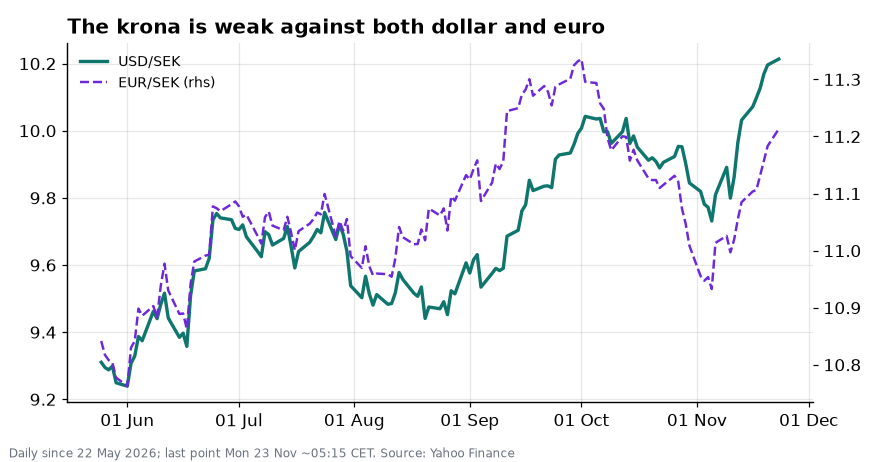 The krona is weak against both dollar and euro
USD/SEK
EUR/SEK (rhs)
10.2
10.0
9.8
9.6
9.4
9.2
11.3
11.2
11.1
11.0
10.9
10.8
01 Jun
01 Jul
01 Aug
01 Sep
01 Oct
01 Nov
01 Dec
Daily since 22 May 2026; last point Mon 23 Nov ~05:15 CET. Source: Yahoo Finance